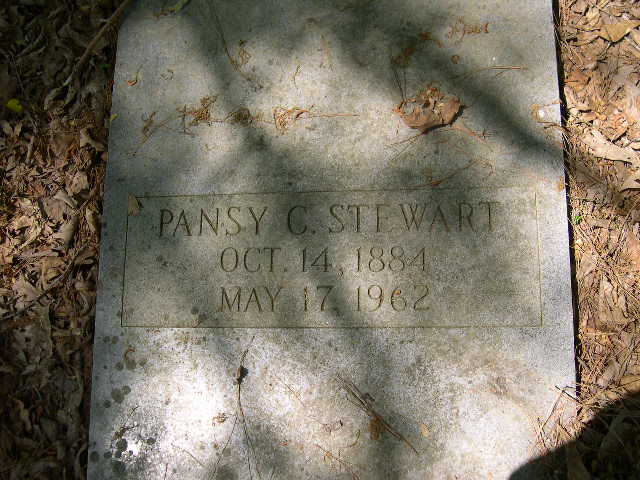 PANSY C. STEWART
OCT. 14, 1884
MAY 17, 1962